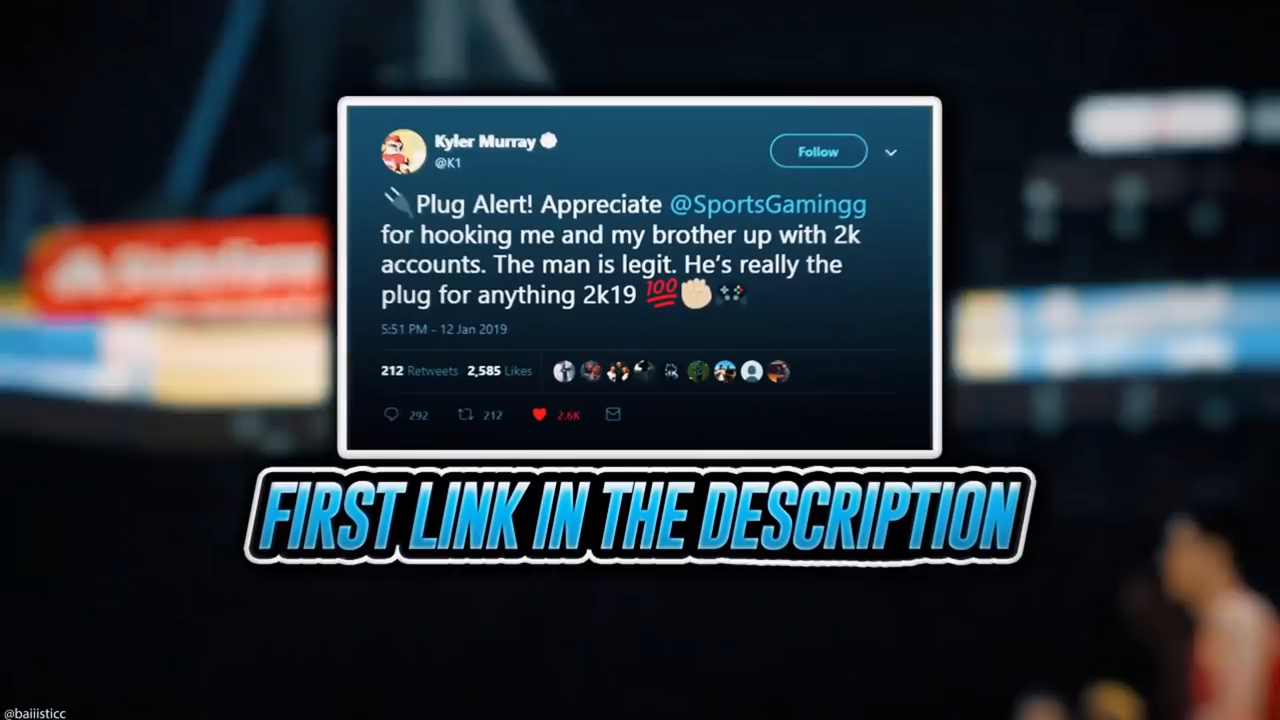 Kyler Murray
@K1
Follow
Plug Alert! Appreciate @SportsGamingg
for hooking me and my brother up with 2k
accounts. The man is legit. He's really the
plug for anything 2k19 💯✊🏼🎮
5:51 PM - 12 Jan 2019
212 Retweets 2,585 Likes
292 212 2.6K
FIRST LINK IN THE DESCRIPTION
@baiiisticc